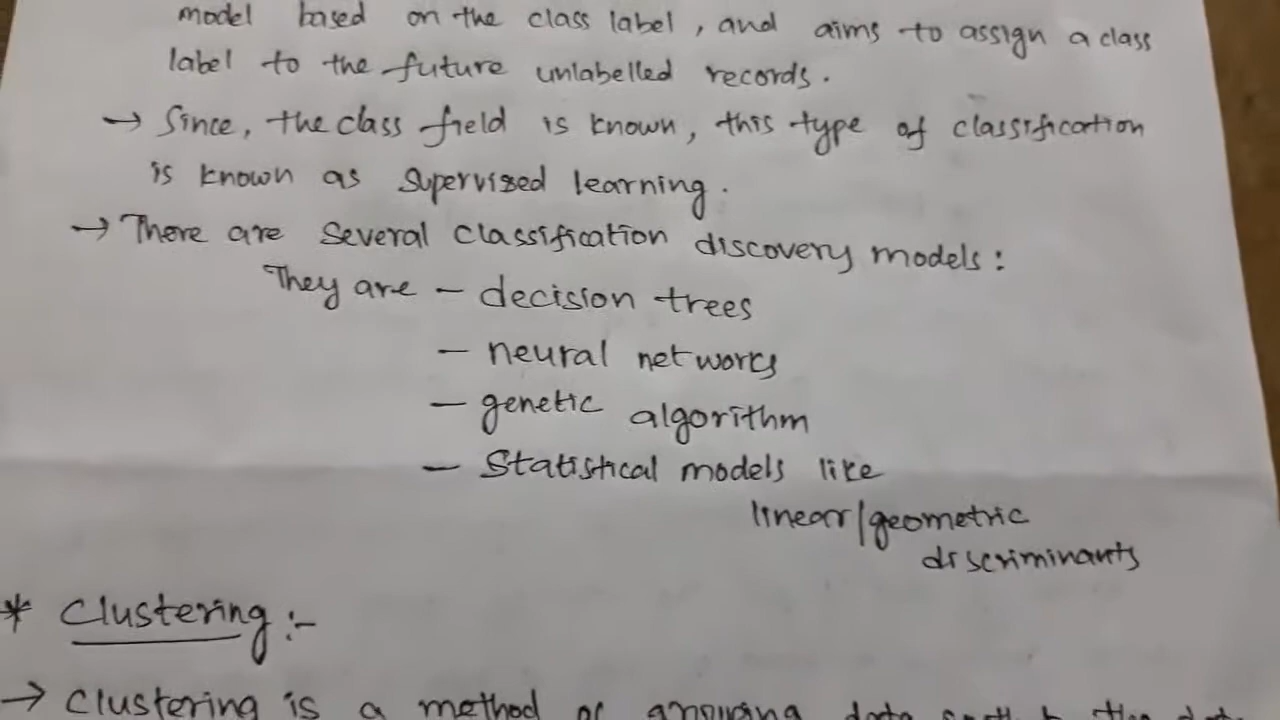 model based on the class label, and aims to assign a class
label to the future unlabelled records.
→ Since, the class field is known, this type of classification
is known as supervised learning.
→ There are several classification discovery models:
They are - decision trees
- neural networks
- genetic algorithm
- Statistical models like
linear/geometric
discriminants
* Clustering:-
→ Clustering is a method of grouping data